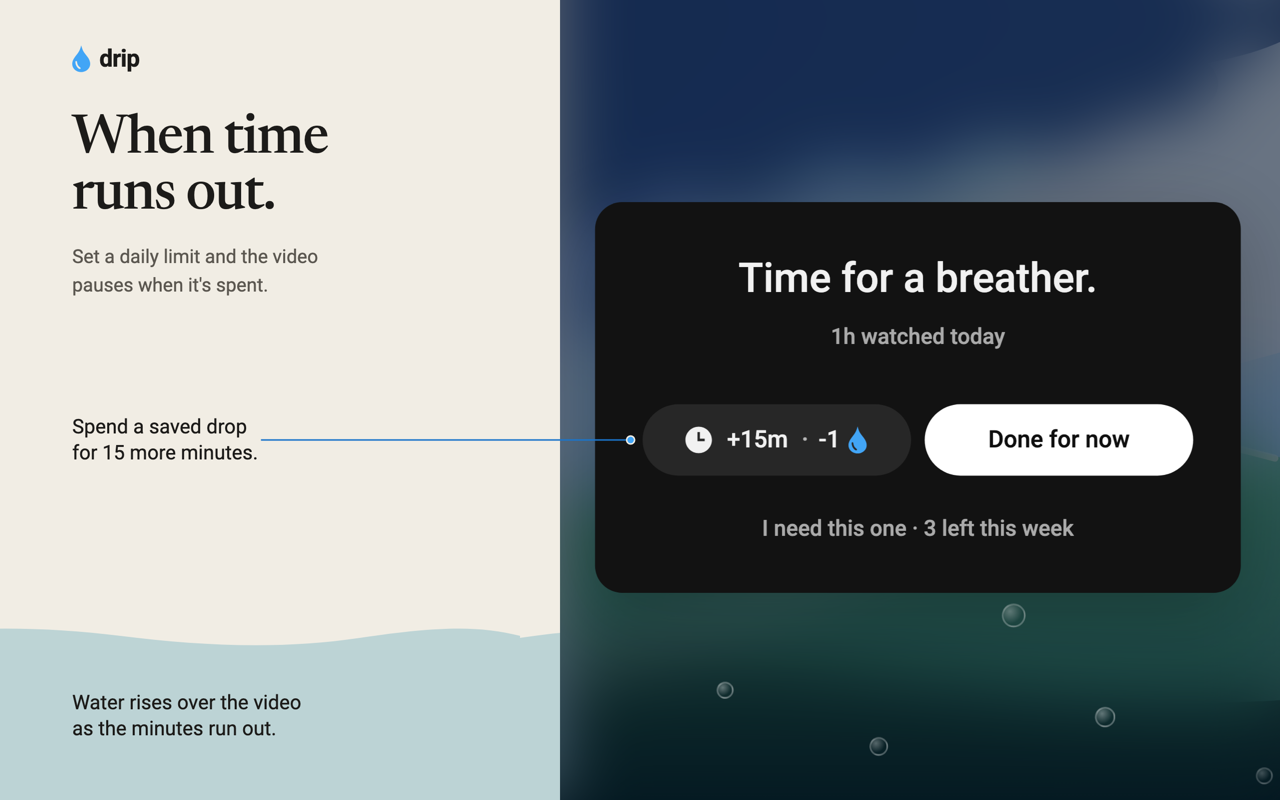 drip
When time
runs out.
Set a daily limit and the video
pauses when it's spent.
Spend a saved drop
for 15 more minutes.
Water rises over the video
as the minutes run out.
Time for a breather.
1h watched today
+15m · -1
Done for now
I need this one · 3 left this week